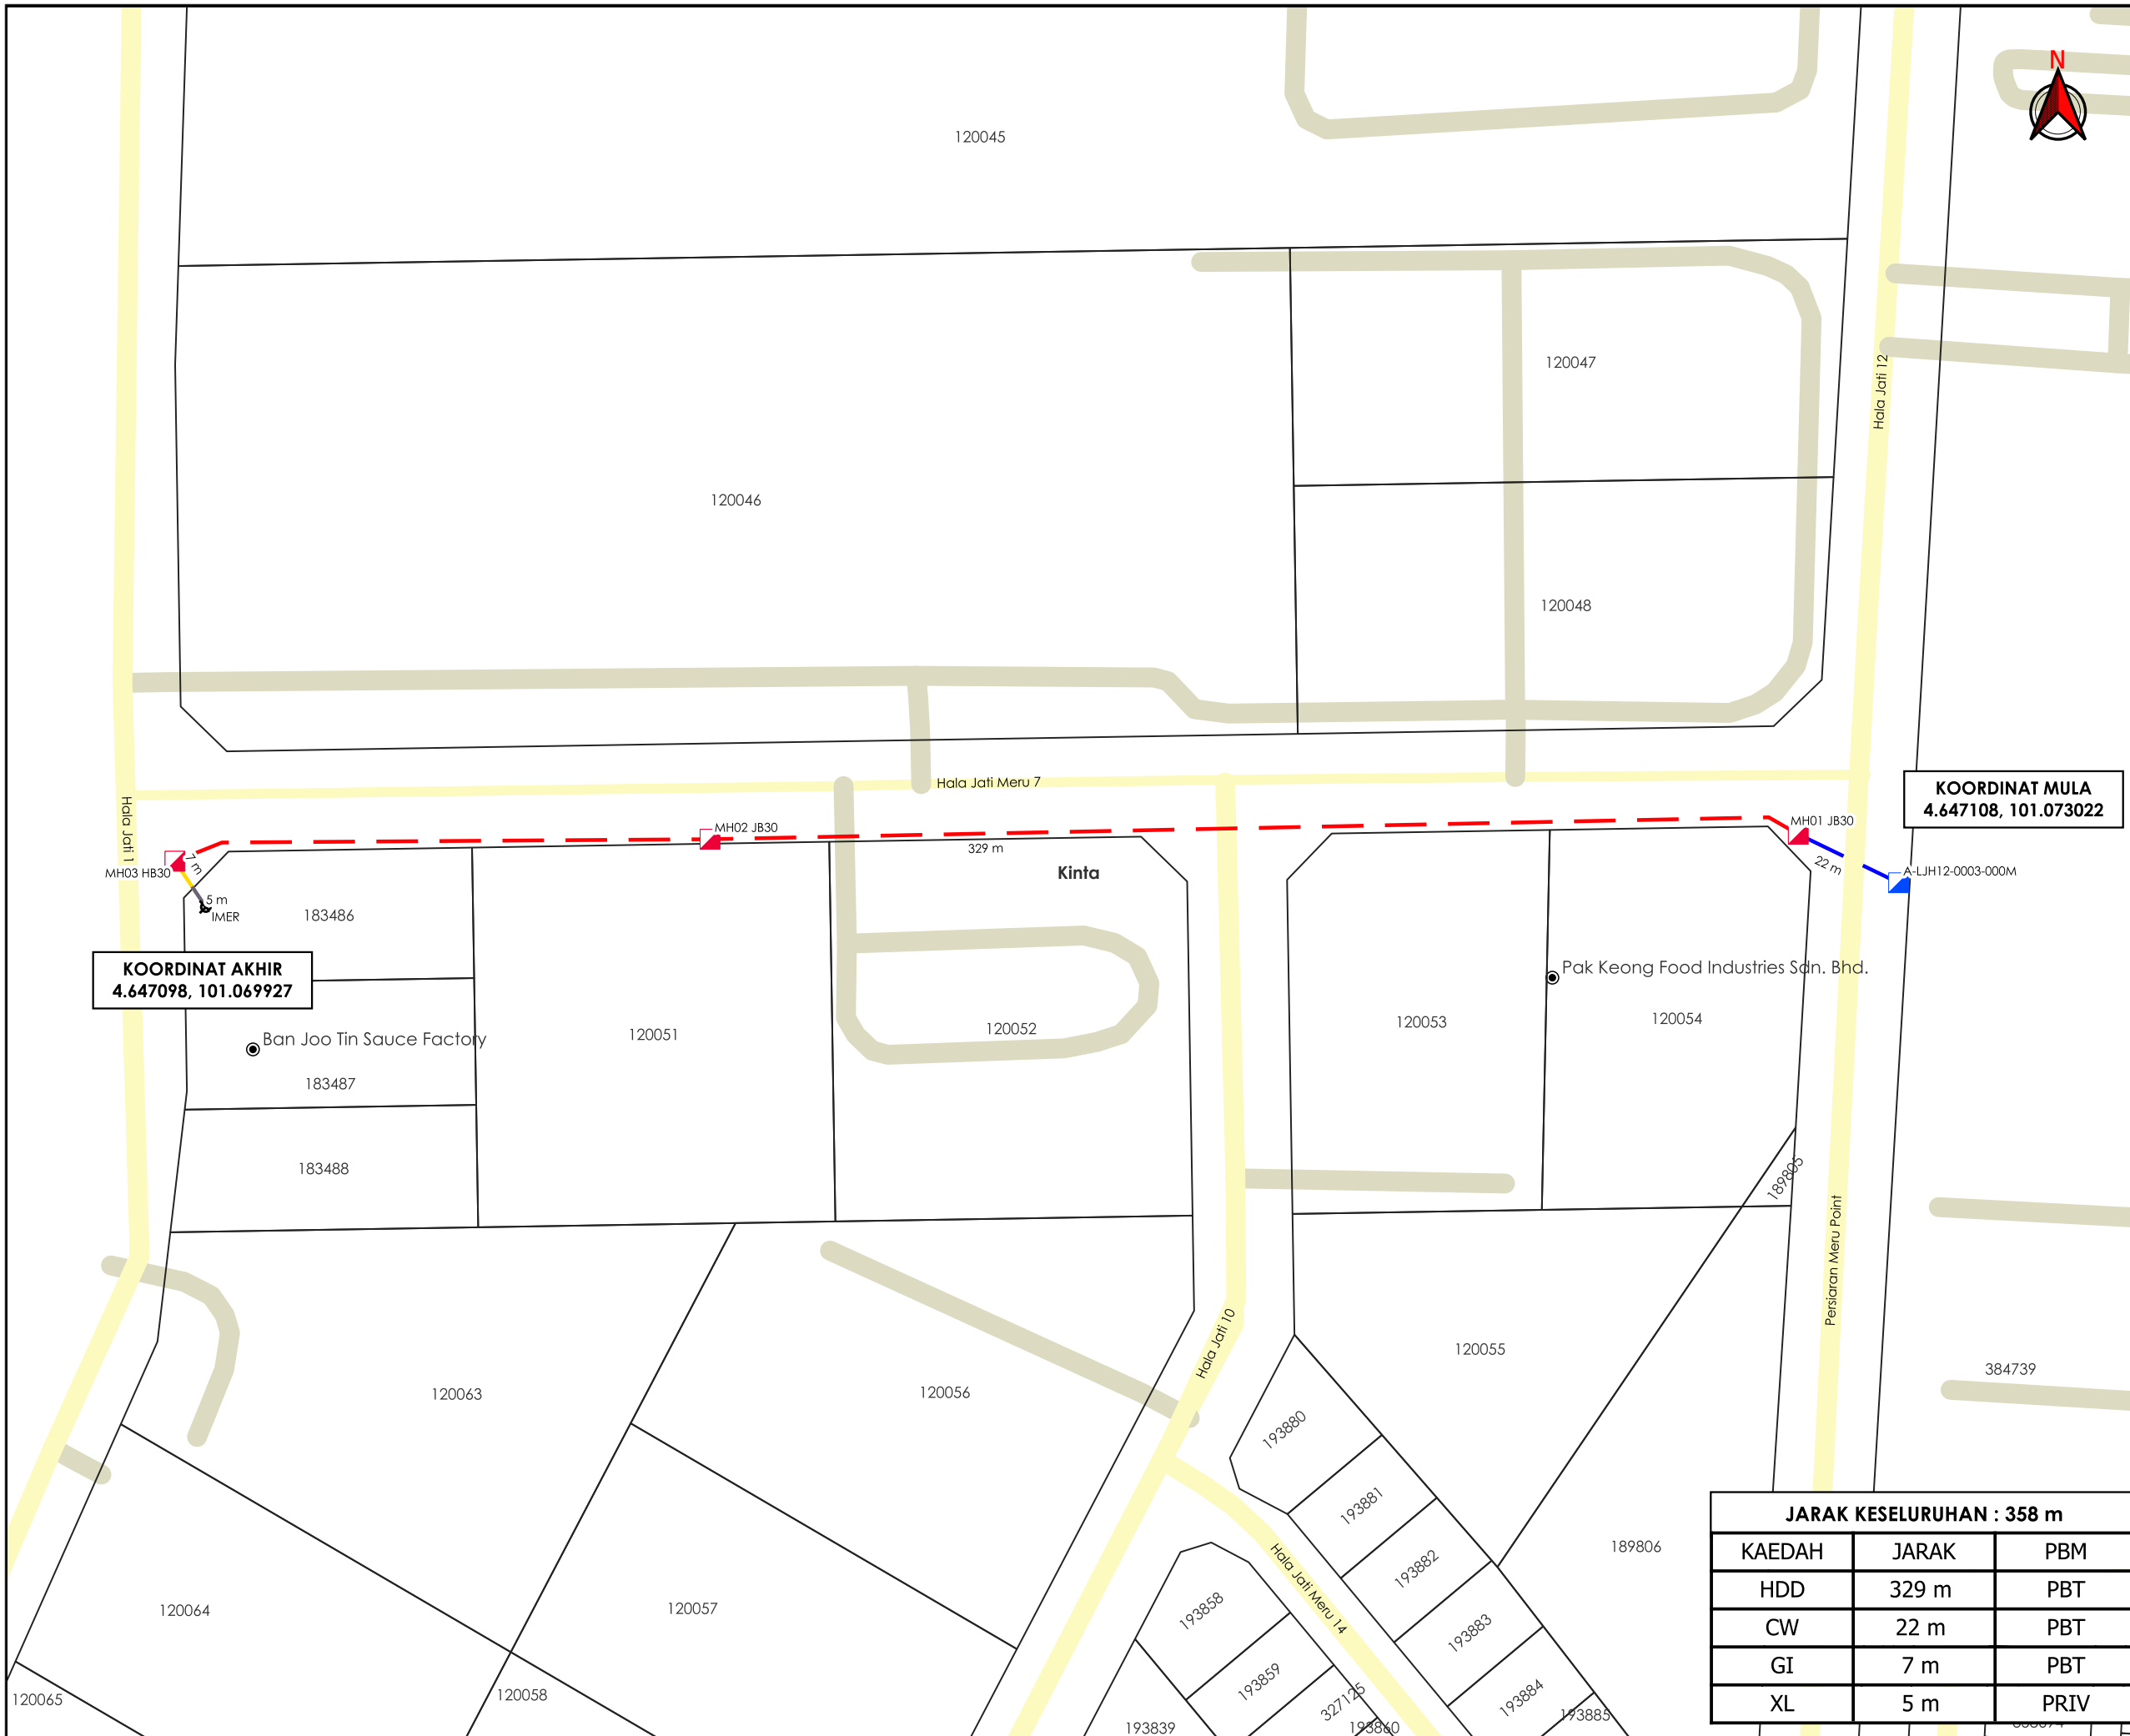 N
120045
Hala Jati 12
120047
120046
120048
Hala Jati Meru 7
KOORDINAT MULA
4.647108, 101.073022
Hala Jati 1
MH02 JB30
MH01 JB30
329 m
22 m
A-LJH12-0003-000M
7 m
MH03 HB30
Kinta
5 m
IMER
183486
KOORDINAT AKHIR
4.647098, 101.069927
Pak Keong Food Industries Sdn. Bhd.
120053
120054
Ban Joo Tin Sauce Factory
120051
120052
183487
183488
189805
Persiaran Meru Point
Hala Jati 10
120055
384739
120063
120056
193880
193881
193882
193883
193884
193885
189806
Hala Jati Meru 14
193858
193859
327125
193860
193839
120064
120057
120065
120058
JARAK KESELURUHAN : 358 m
KAEDAH JARAK PBM
HDD 329 m PBT
CW 22 m PBT
GI 7 m PBT
XL 5 m PRIV